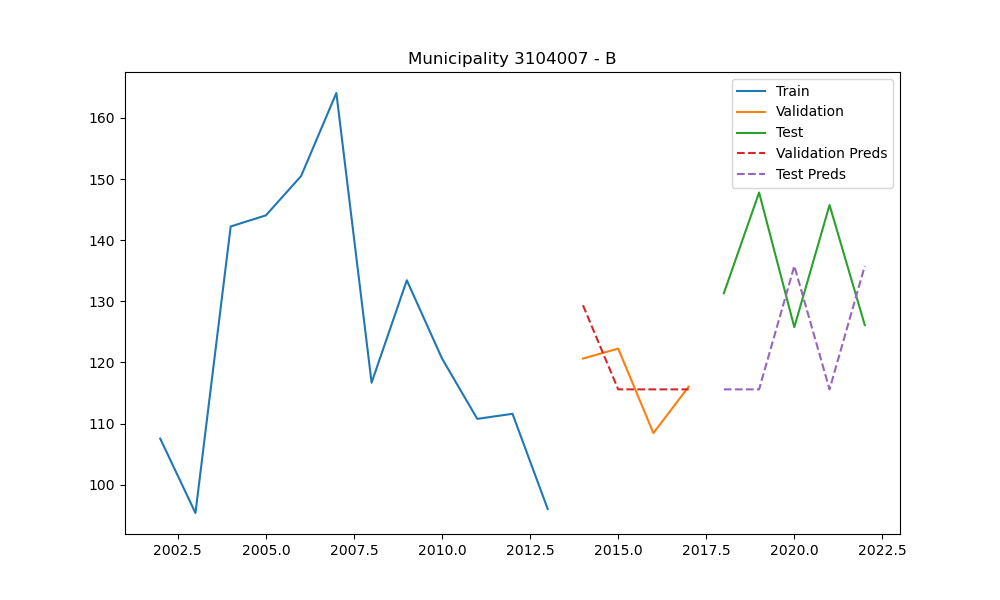 Municipality 3104007 - B
Train
Validation
Test
Validation Preds
Test Preds
160
150
140
130
120
110
100
2002.5 2005.0 2007.5 2010.0 2012.5 2015.0 2017.5 2020.0 2022.5